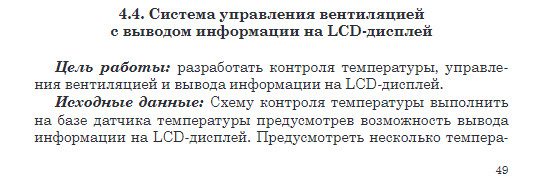 4.4. Система управления вентиляцией
с выводом информации на LCD-дисплей
Цель работы: разработать контроля температуры, управле-
ния вентиляцией и вывода информации на LCD-дисплей.
Исходные данные: Схему контроля температуры выполнить
на базе датчика температуры предусмотрев возможность вывода
информации на LCD-дисплей. Предусмотреть несколько темпера-
49